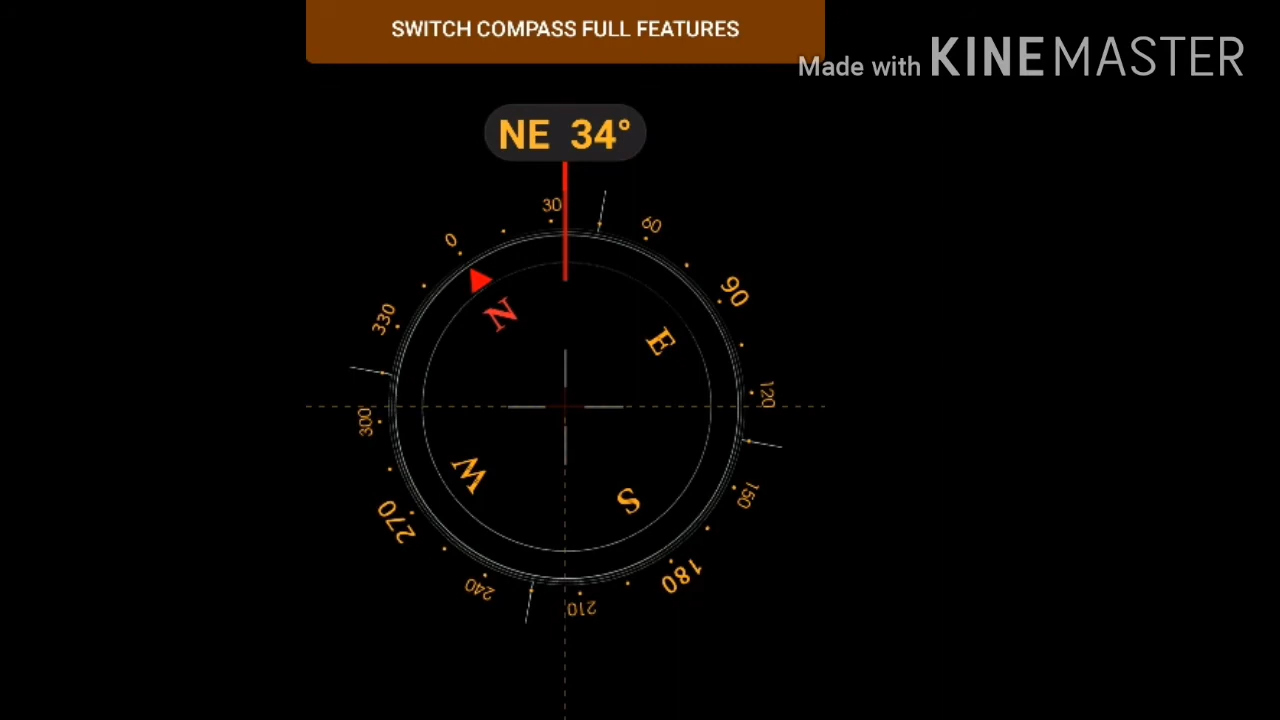 SWITCH COMPASS FULL FEATURES
Made with KINEMASTER
NE 34°
30
60
0
90
330
N
E
120
300
W
S
150
270
180
240
210